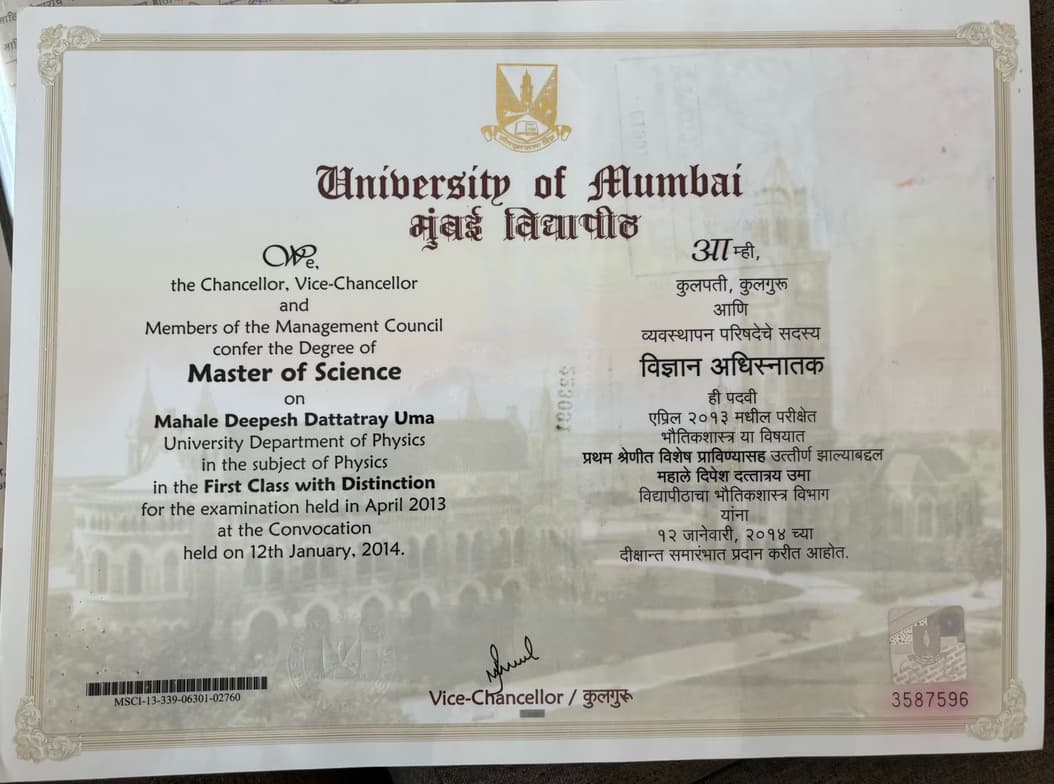 University of Mumbai
मुंबई विद्यापीठ
We,
the Chancellor, Vice-Chancellor
and
Members of the Management Council
confer the Degree of
Master of Science
on
Mahale Deepesh Dattatray Uma
University Department of Physics
in the subject of Physics
in the First Class with Distinction
for the examination held in April 2013
at the Convocation
held on 12th January, 2014.
आम्ही,
कुलपती, कुलगुरू
आणि
व्यवस्थापन परिषदेचे सदस्य
विज्ञान अधिस्नातक
ही पदवी
एप्रिल २०१३ मधील परीक्षेत
भौतिकशास्त्र या विषयात
प्रथम श्रेणीत विशेष प्राविण्यासह उत्तीर्ण झाल्याबद्दल
महाले दिपेश दत्तात्रय उमा
विद्यापीठाचा भौतिकशास्त्र विभाग
यांना
१२ जानेवारी, २०१४ च्या
दीक्षान्त समारंभात प्रदान करीत आहोत.
MSCI-13-339-06301-02760
Vice-Chancellor / कुलगुरू
3587596